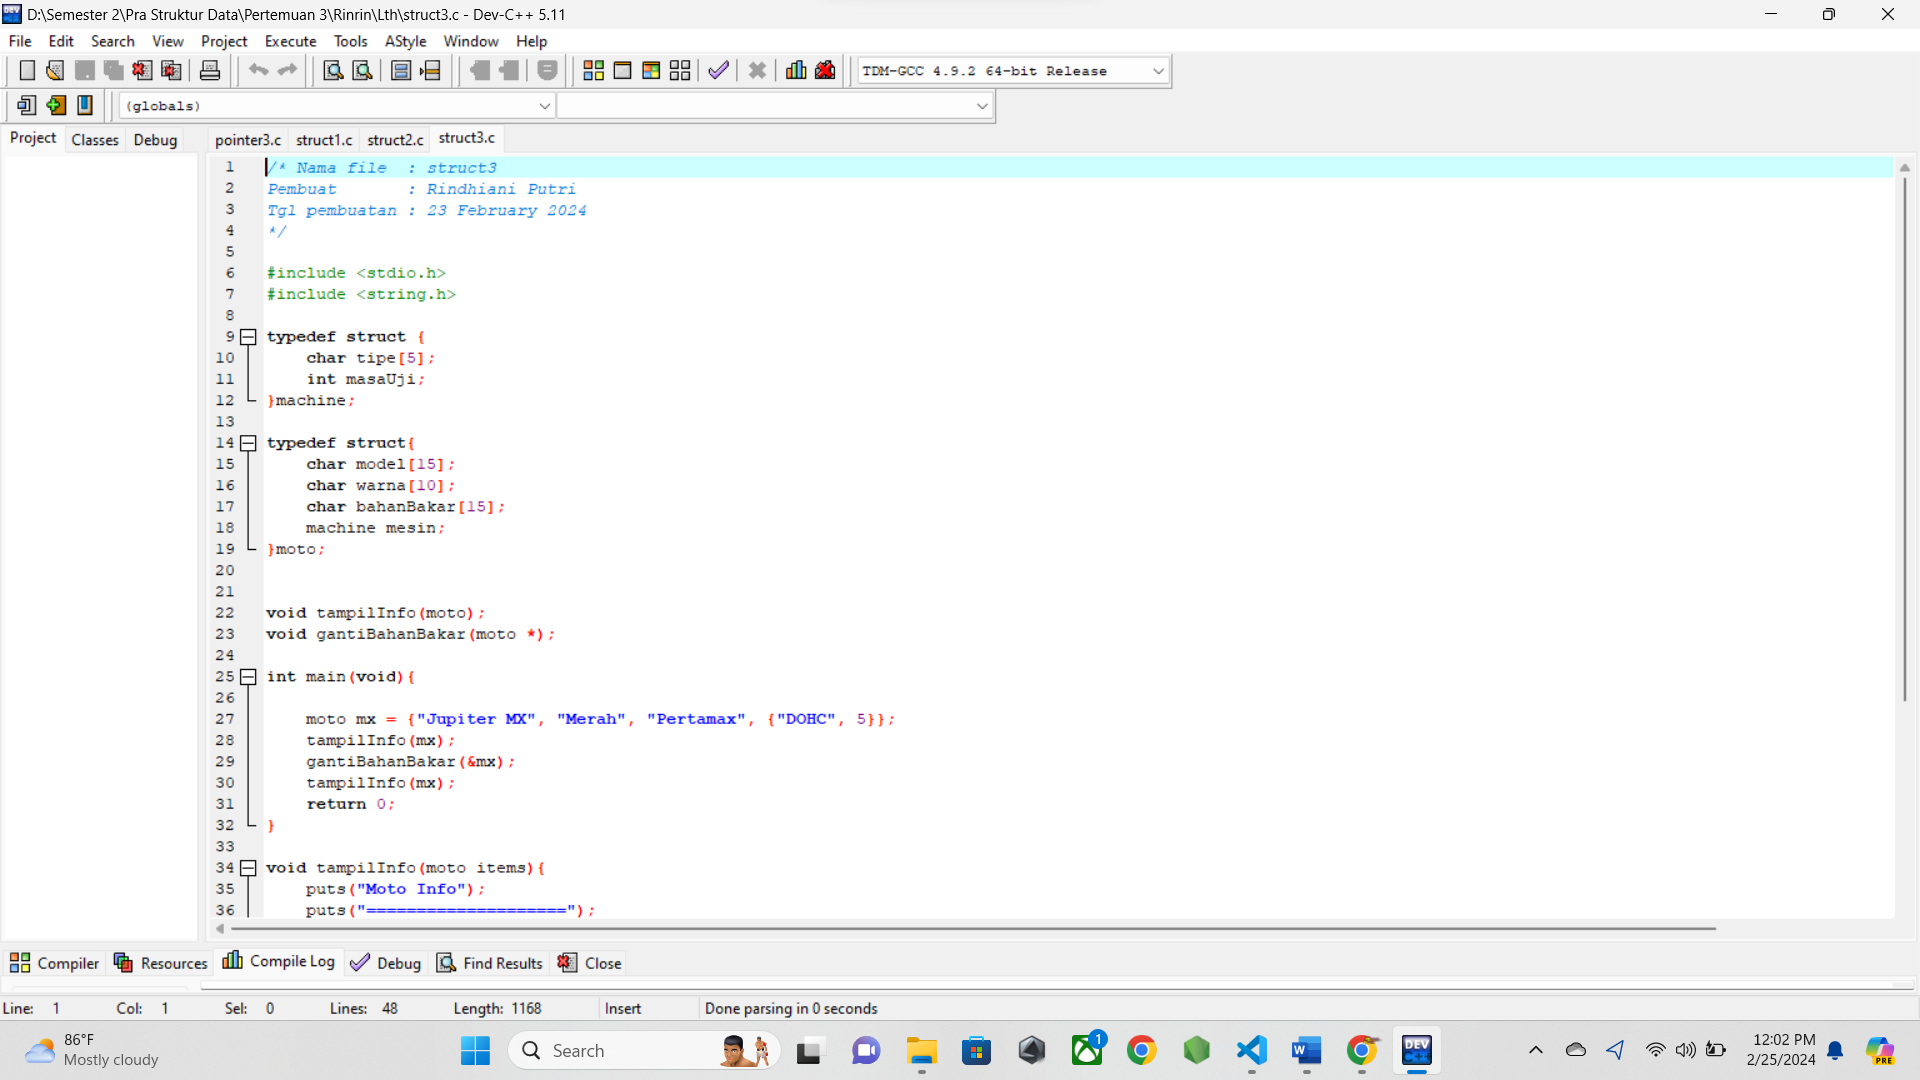 D:\Semester 2\Pra Struktur Data\Pertemuan 3\Rinrin\Lth\struct3.c - Dev-C++ 5.11
File Edit Search View Project Execute Tools AStyle Window Help
TDM-GCC 4.9.2 64-bit Release
(globals)
Project Classes Debug pointer3.c struct1.c struct2.c struct3.c
1 /* Nama file : struct3
2 Pembuat : Rindhiani Putri
3 Tgl pembuatan : 23 February 2024
4 */
5
6 #include <stdio.h>
7 #include <string.h>
8
9 typedef struct {
10 char tipe[5];
11 int masaUji;
12 }machine;
13
14 typedef struct{
15 char model[15];
16 char warna[10];
17 char bahanBakar[15];
18 machine mesin;
19 }moto;
20
21
22 void tampilInfo(moto);
23 void gantiBahanBakar(moto *);
24
25 int main(void){
26
27 moto mx = {"Jupiter MX", "Merah", "Pertamax", {"DOHC", 5}};
28 tampilInfo(mx);
29 gantiBahanBakar(&mx);
30 tampilInfo(mx);
31 return 0;
32 }
33
34 void tampilInfo(moto items){
35 puts("Moto Info");
36 puts("====================");
Compiler Resources Compile Log Debug Find Results Close
Line: 1 Col: 1 Sel: 0 Lines: 48 Length: 1168 Insert Done parsing in 0 seconds
86°F
Mostly cloudy
Search
1
W
DEV
C++
12:02 PM
2/25/2024
PRE